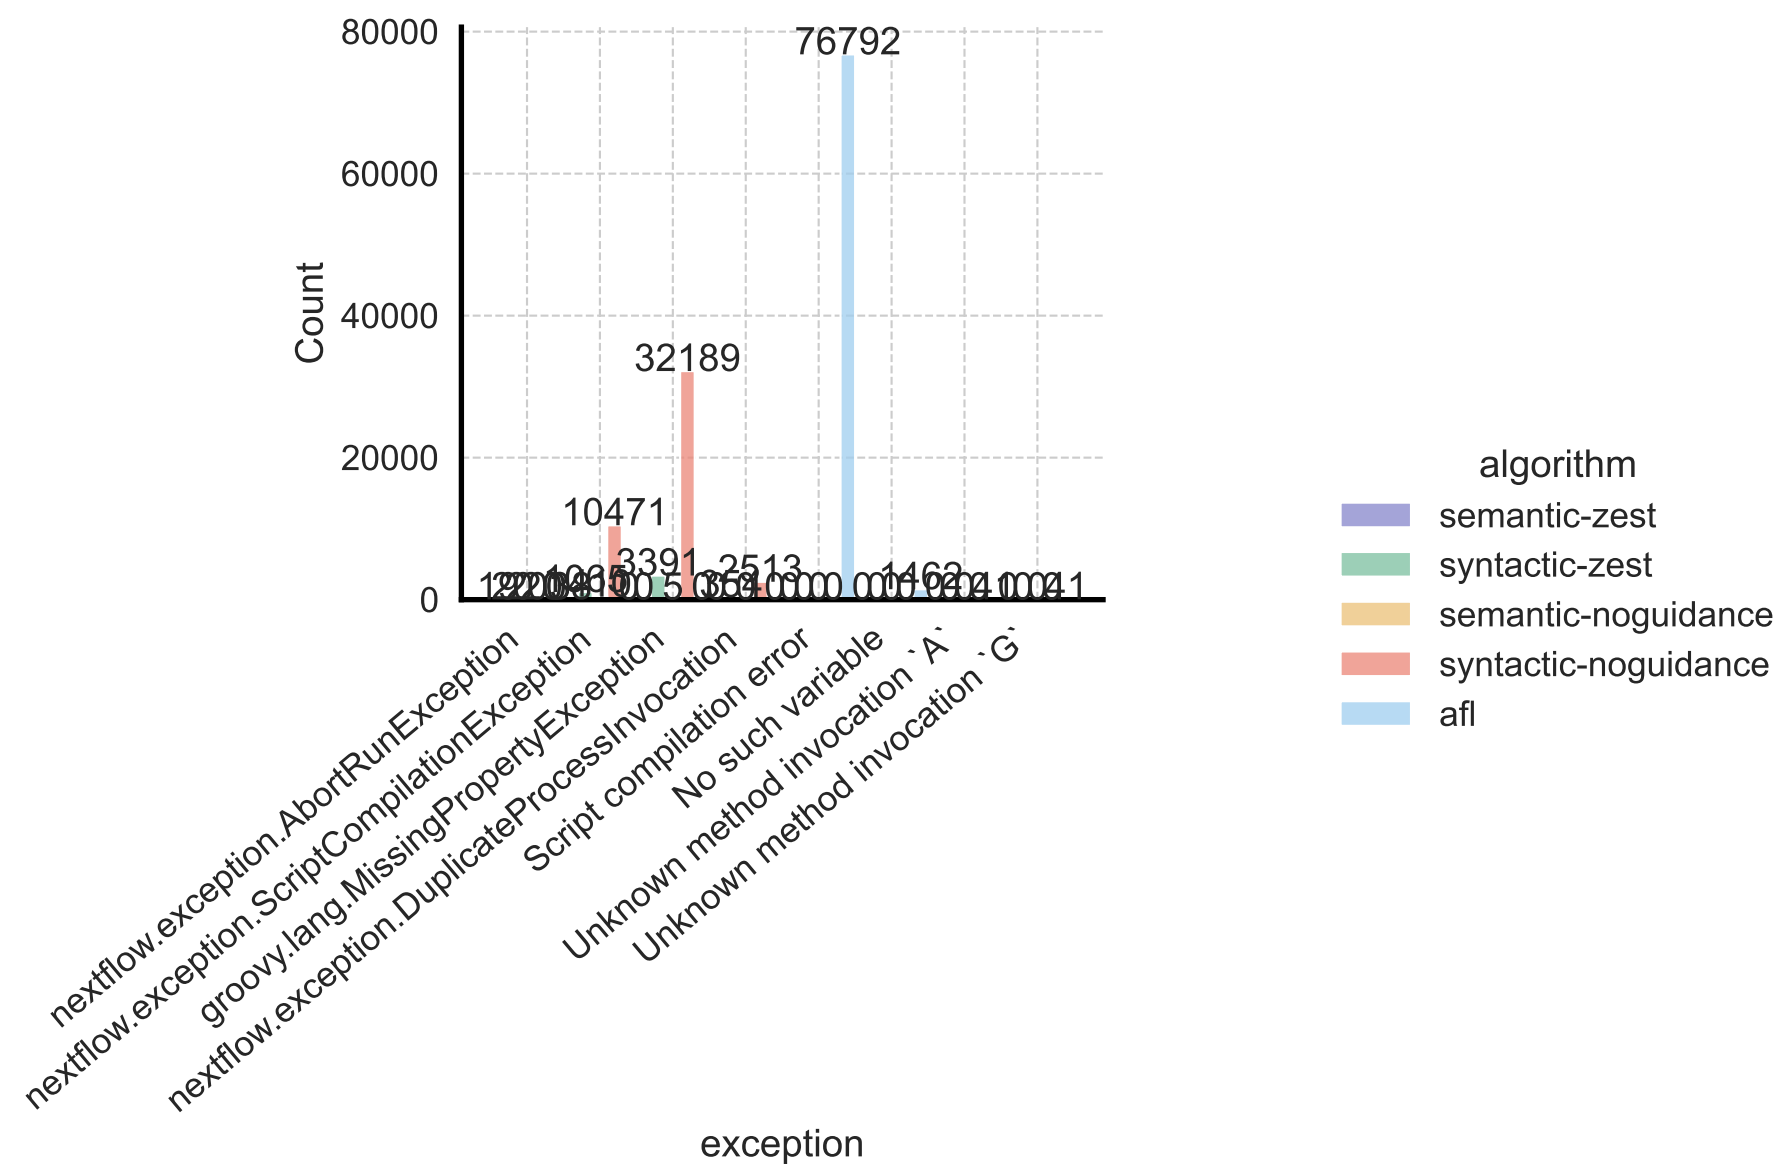 80000
60000
40000
20000
0
Count
76792
32189
10471
3391
2513
1462
nextflow.exception.AbortRunException
nextflow.exception.ScriptCompilationException
groovy.lang.MissingPropertyException
nextflow.exception.DuplicateProcessInvocation
Script compilation error
No such variable
Unknown method invocation `A`
Unknown method invocation `G`
exception
algorithm
semantic-zest
syntactic-zest
semantic-noguidance
syntactic-noguidance
afl